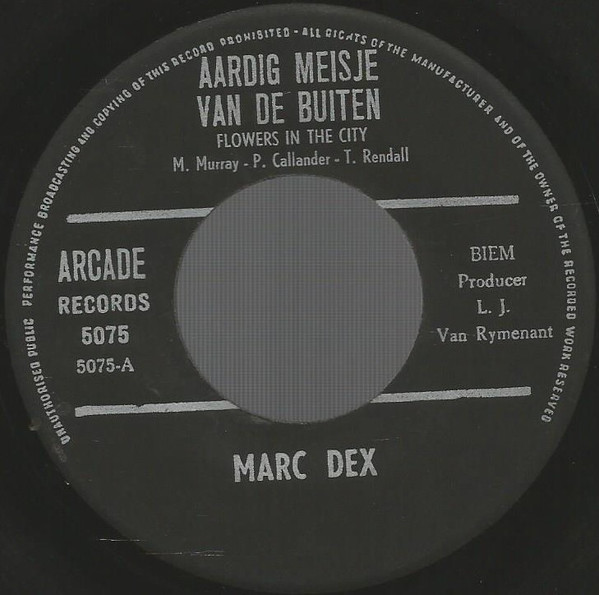 UNAUTHORISED PUBLIC PERFORMANCE BROADCASTING AND COPYING OF THIS RECORD PROHIBITED - ALL RIGHTS OF THE MANUFACTURER AND OF THE OWNER OF THE RECORDED WORK RESERVED
AARDIG MEISJE
VAN DE BUITEN
FLOWERS IN THE CITY
M. Murray - P. Callander - T. Rendall
ARCADE
RECORDS
5075
5075-A
BIEM
Producer
L. J.
Van Rymenant
MARC DEX